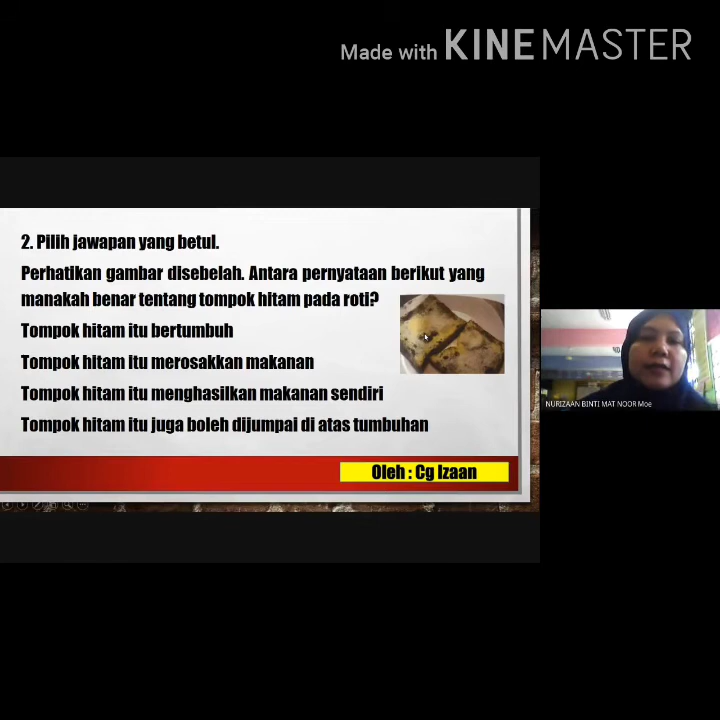 Made with KINEMASTER
2. Pilih jawapan yang betul.
Perhatikan gambar disebelah. Antara pernyataan berikut yang
manakah benar tentang tompok hitam pada roti?
Tompok hitam itu bertumbuh
Tompok hitam itu merosakkan makanan
Tompok hitam itu menghasilkan makanan sendiri
Tompok hitam itu juga boleh dijumpai di atas tumbuhan
Oleh : Cg Izaan
NURIZAAN BINTI MAT NOOR Moe